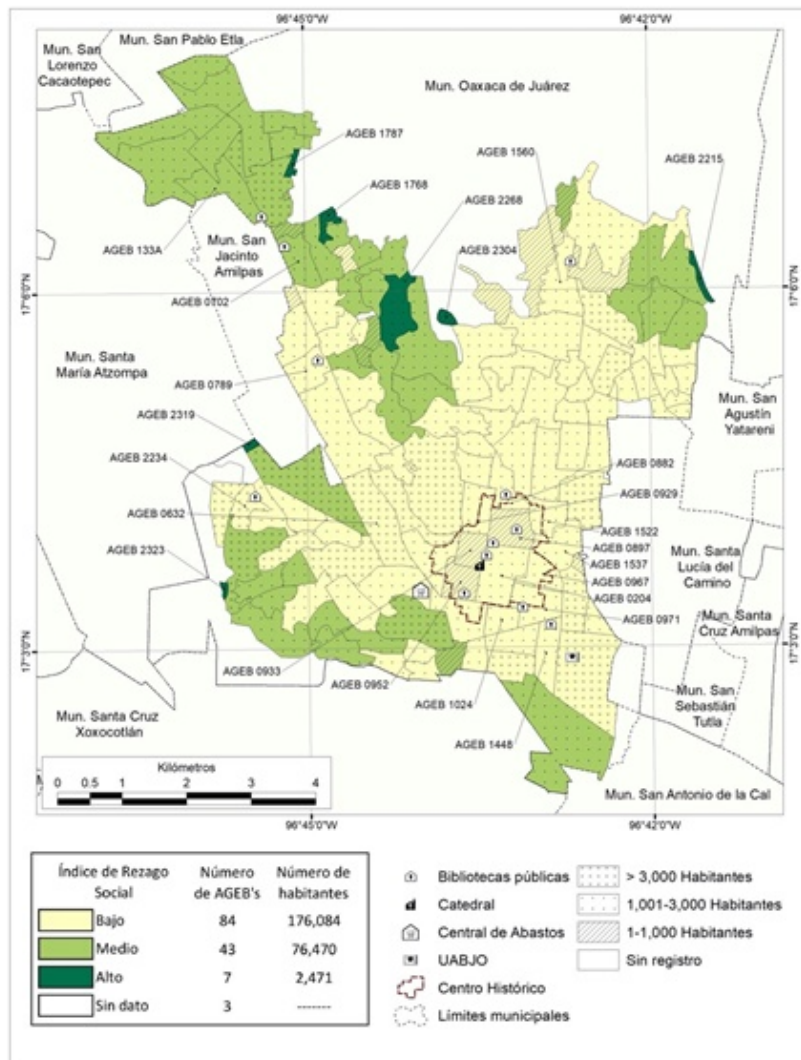 96°45'0"W
96°42'0"W
Mun. San Pablo Etla
Mun. San
Lorenzo
Cacaotepec
Mun. Oaxaca de Juárez
AGEB 1787
AGEB 1560
AGEB 2215
AGEB 1768
AGEB 2268
AGEB 2304
AGEB 133A
Mun. San
Jacinto
Amilpas
AGEB 0102
17°6'0"N
17°6'0"N
Mun. Santa
María Atzompa
AGEB 0789
Mun. San
Agustín
Yatareni
AGEB 2319
AGEB 2234
AGEB 0632
AGEB 2323
AGEB 0882
AGEB 0929
AGEB 1522
AGEB 0897
AGEB 1537
AGEB 0967
AGEB 0204
AGEB 0971
Mun. Santa
Lucía del
Camino
Mun. Santa
Cruz Amilpas
17°3'0"N
17°3'0"N
AGEB 0933
AGEB 0952
AGEB 1024
AGEB 1448
Mun. San
Sebastián
Tutla
Mun. Santa Cruz
Xoxocotlán
Mun. San Antonio de la Cal
Kilómetros
0 0.5 1 2 3 4
96°45'0"W
96°42'0"W
Índice de Rezago
Social
Número
de AGEB's
Número de
habitantes
Bajo 84 176,084
Medio 43 76,470
Alto 7 2,471
Sin dato 3 -------
Bibliotecas públicas
Catedral
Central de Abastos
UABJO
Centro Histórico
Límites municipales
> 3,000 Habitantes
1,001-3,000 Habitantes
1-1,000 Habitantes
Sin registro